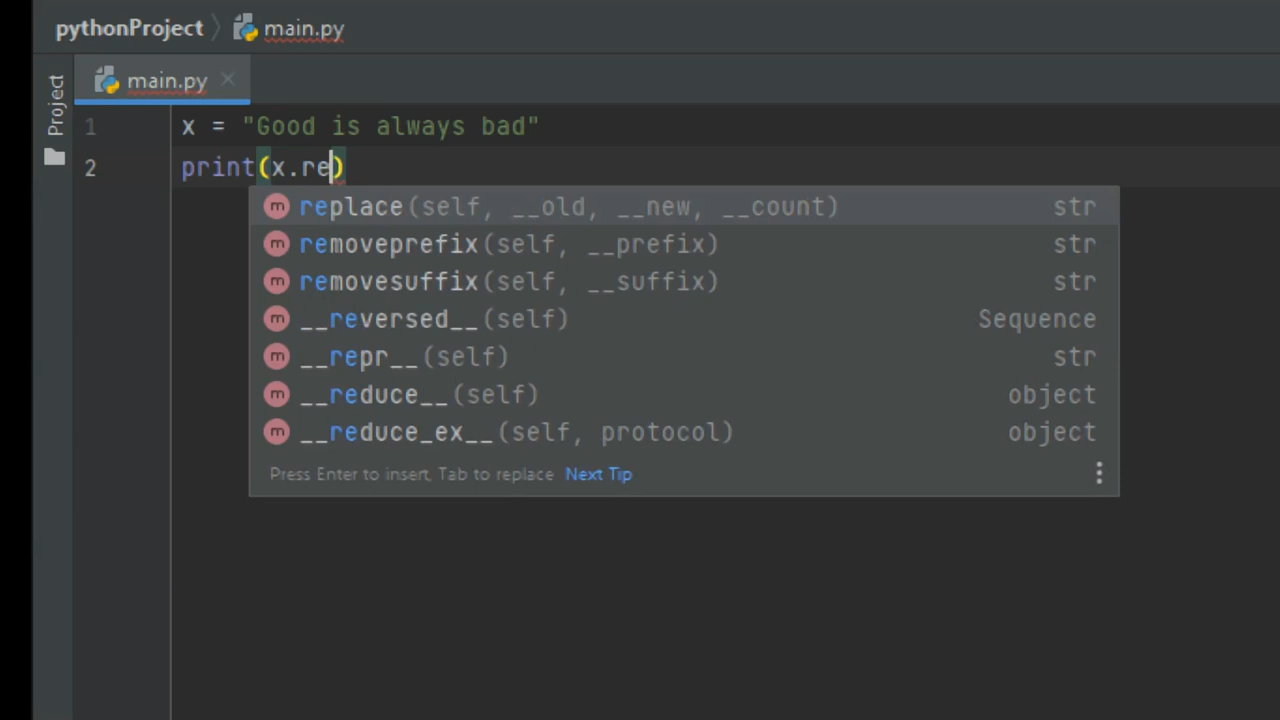 pythonProject 〉 main.py
main.py
Project
1 x = "Good is always bad"
2 print(x.re)
m replace(self, __old, __new, __count) str
m removeprefix(self, __prefix) str
m removesuffix(self, __suffix) str
m __reversed__(self) Sequence
m __repr__(self) str
m __reduce__(self) object
m __reduce_ex__(self, protocol) object
Press Enter to insert, Tab to replace Next Tip